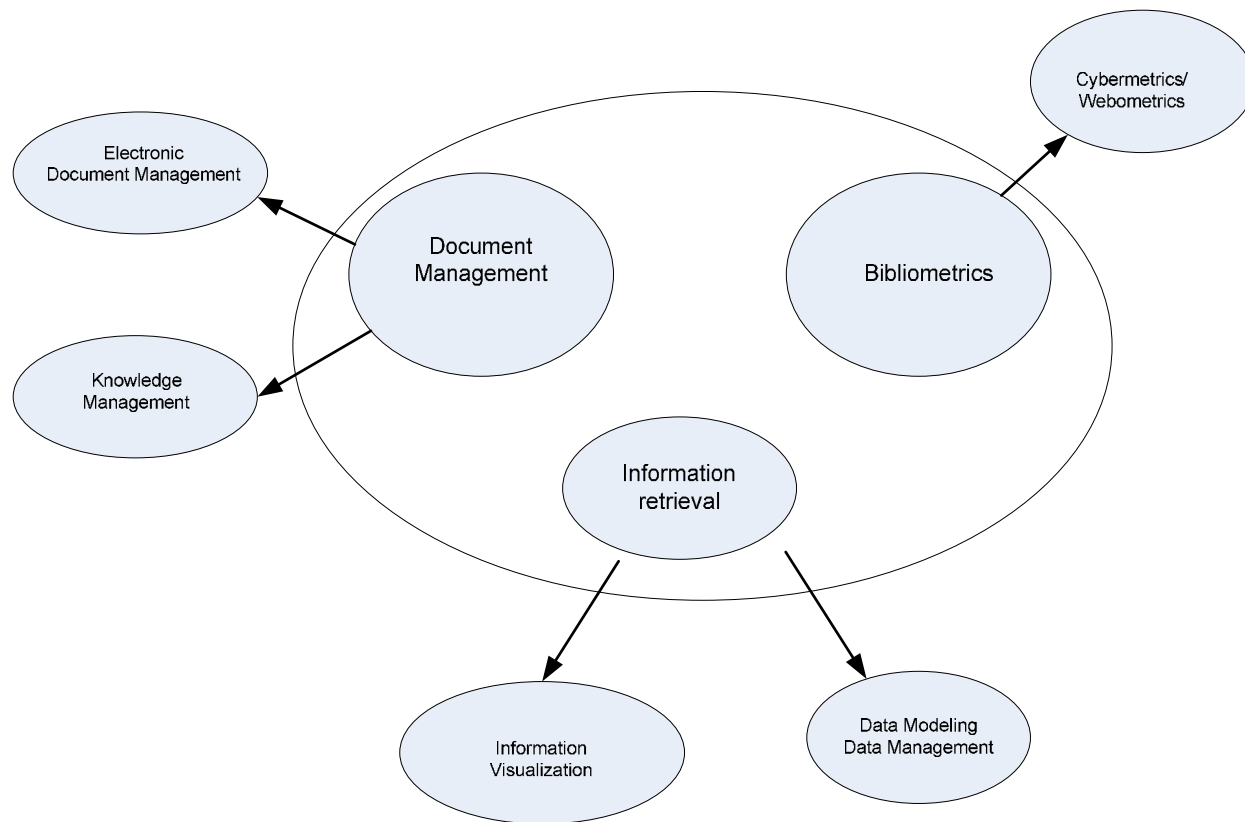 Cybermetrics/
Webometrics
Electronic
Document Management
Document
Management
Bibliometrics
Knowledge
Management
Information
retrieval
Information
Visualization
Data Modeling
Data Management